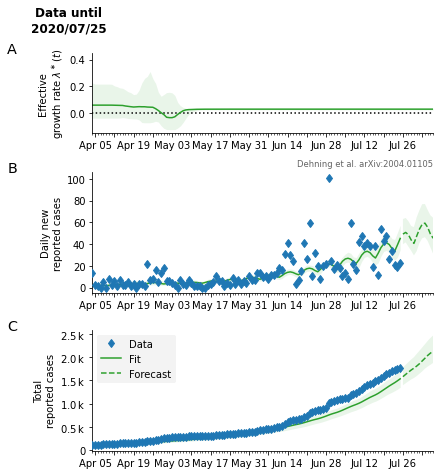 Data until
2020/07/25
A
Effective
growth rate λ * (t)
0.4
0.2
0.0
Apr 05 Apr 19 May 03 May 17 May 31 Jun 14 Jun 28 Jul 12 Jul 26
Dehning et al. arXiv:2004.01105
B
Daily new
reported cases
100
80
60
40
20
0
Apr 05 Apr 19 May 03 May 17 May 31 Jun 14 Jun 28 Jul 12 Jul 26
C
Total
reported cases
2.5 k
2.0 k
1.5 k
1.0 k
0.5 k
0
Data
Fit
Forecast
Apr 05 Apr 19 May 03 May 17 May 31 Jun 14 Jun 28 Jul 12 Jul 26